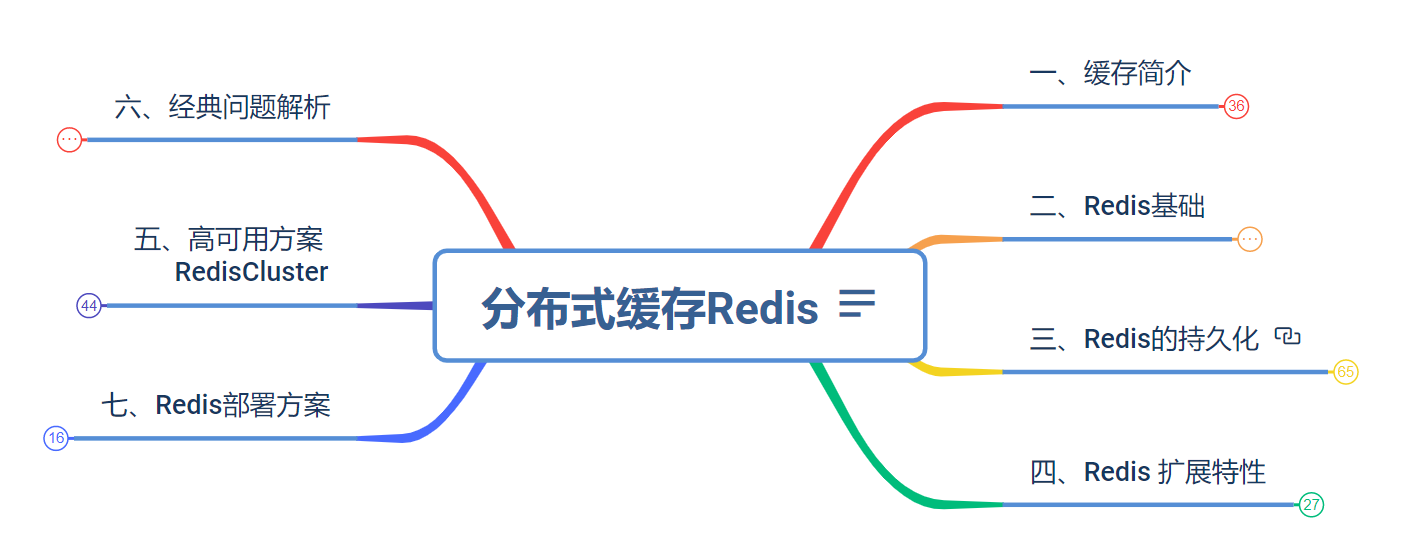 分布式缓存Redis
一、缓存简介
36
二、Redis基础
...
三、Redis的持久化
65
四、Redis 扩展特性
27
六、经典问题解析
...
五、高可用方案
RedisCluster
44
七、Redis部署方案
16